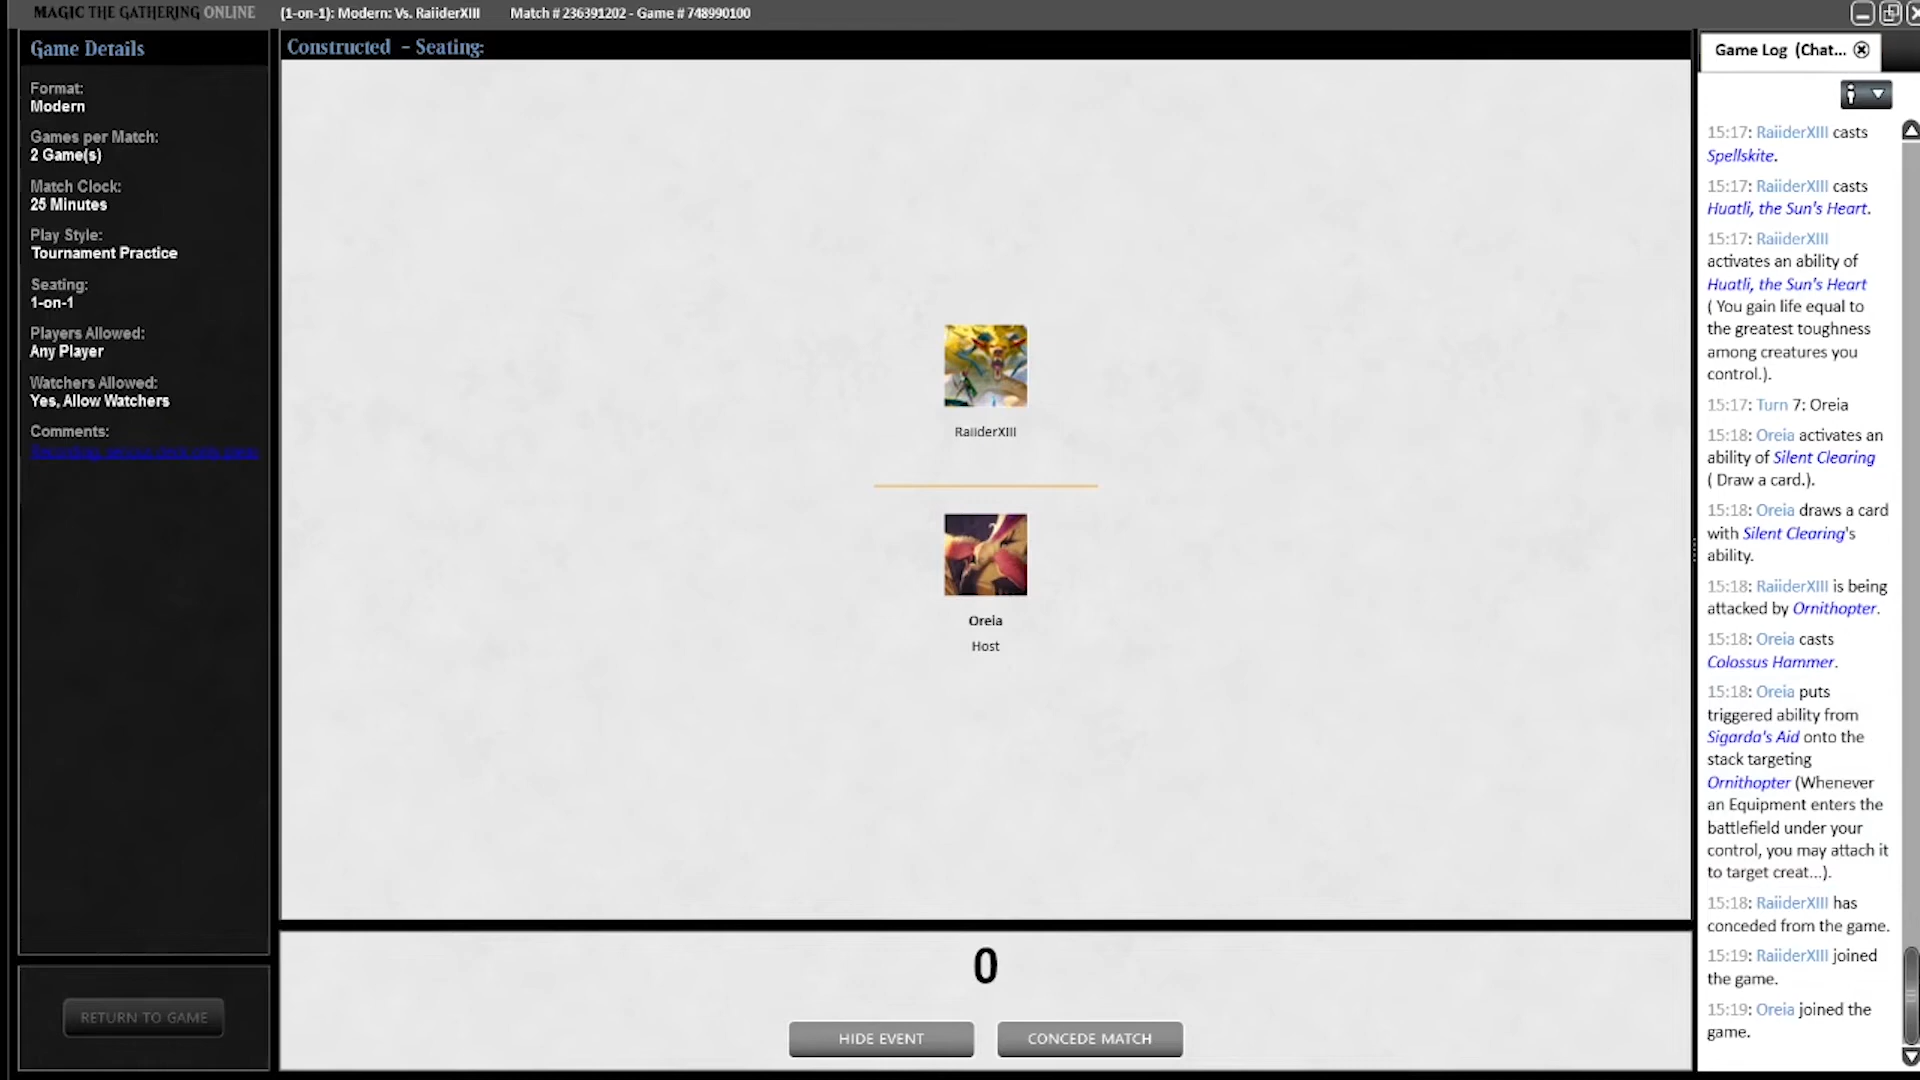 MAGIC THE GATHERING ONLINE
(1-on-1): Modern: Vs. RaiiderXIII
Match # 236391202 - Game # 748990100
Game Details
Format:
Modern
Games per Match:
2 Game(s)
Match Clock:
25 Minutes
Play Style:
Tournament Practice
Seating:
1-on-1
Players Allowed:
Any Player
Watchers Allowed:
Yes, Allow Watchers
Comments:
RETURN TO GAME
Constructed - Seating:
RaiiderXIII
Oreia
Host
0
HIDE EVENT
CONCEDE MATCH
Game Log (Chat...
15:17: RaiiderXIII casts
Spellskite.
15:17: RaiiderXIII casts
Huatli, the Sun's Heart.
15:17: RaiiderXIII
activates an ability of
Huatli, the Sun's Heart
( You gain life equal to
the greatest toughness
among creatures you
control.).
15:17: Turn 7: Oreia
15:18: Oreia activates an
ability of Silent Clearing
( Draw a card.).
15:18: Oreia draws a card
with Silent Clearing's
ability.
15:18: RaiiderXIII is being
attacked by Ornithopter.
15:18: Oreia casts
Colossus Hammer.
15:18: Oreia puts
triggered ability from
Sigarda's Aid onto the
stack targeting
Ornithopter (Whenever
an Equipment enters the
battlefield under your
control, you may attach it
to target creat...).
15:18: RaiiderXIII has
conceded from the game.
15:19: RaiiderXIII joined
the game.
15:19: Oreia joined the
game.